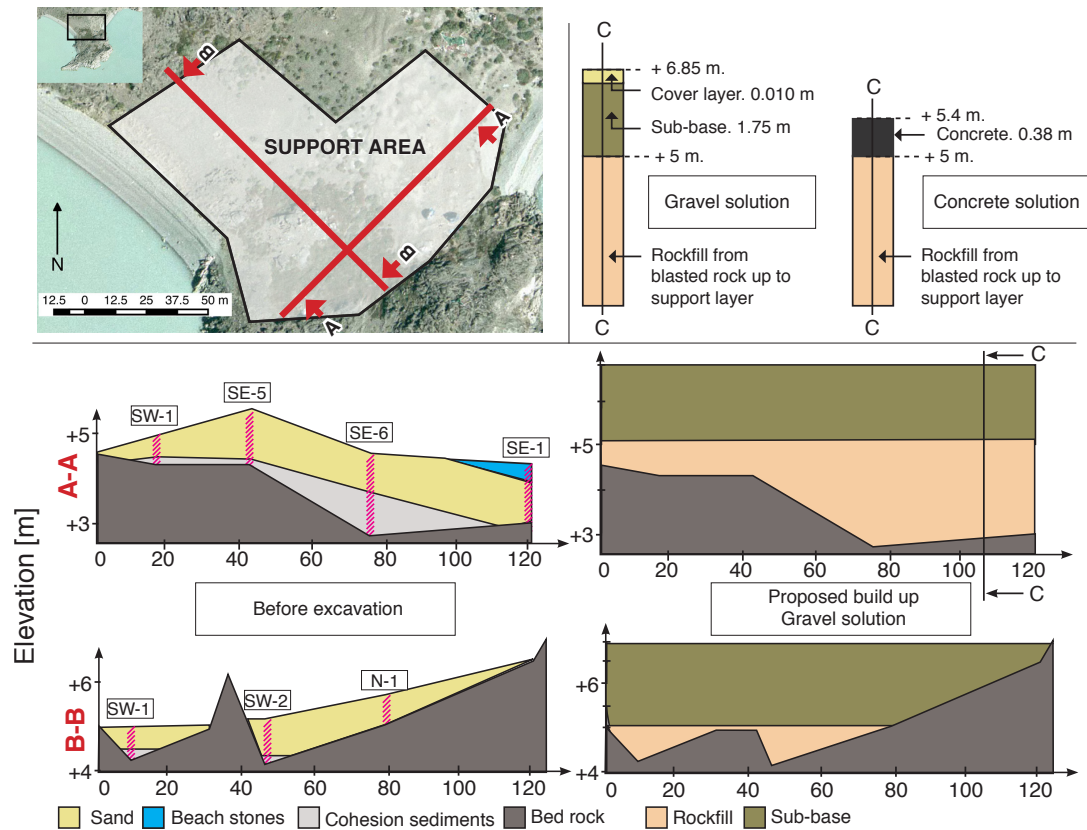 B
A
SUPPORT AREA
B
A
N
12.5 0 12.5 25 37.5 50 m
C
+ 6.85 m.
Cover layer. 0.010 m
Sub-base. 1.75 m
+ 5 m.
Gravel solution
Rockfill from
blasted rock up to
support layer
C
C
+ 5.4 m.
Concrete. 0.38 m
+ 5 m.
Concrete solution
Rockfill from
blasted rock up to
support layer
C
Elevation [m]
A-A
+5
+3
SW-1
SE-5
SE-6
SE-1
0 20 40 60 80 100 120
Before excavation
C
+5
+3
0 20 40 60 80 100 120
C
Proposed build up
Gravel solution
B-B
+6
+4
SW-1
SW-2
N-1
0 20 40 60 80 100 120
+6
+4
0 20 40 60 80 100 120
Sand
Beach stones
Cohesion sediments
Bed rock
Rockfill
Sub-base